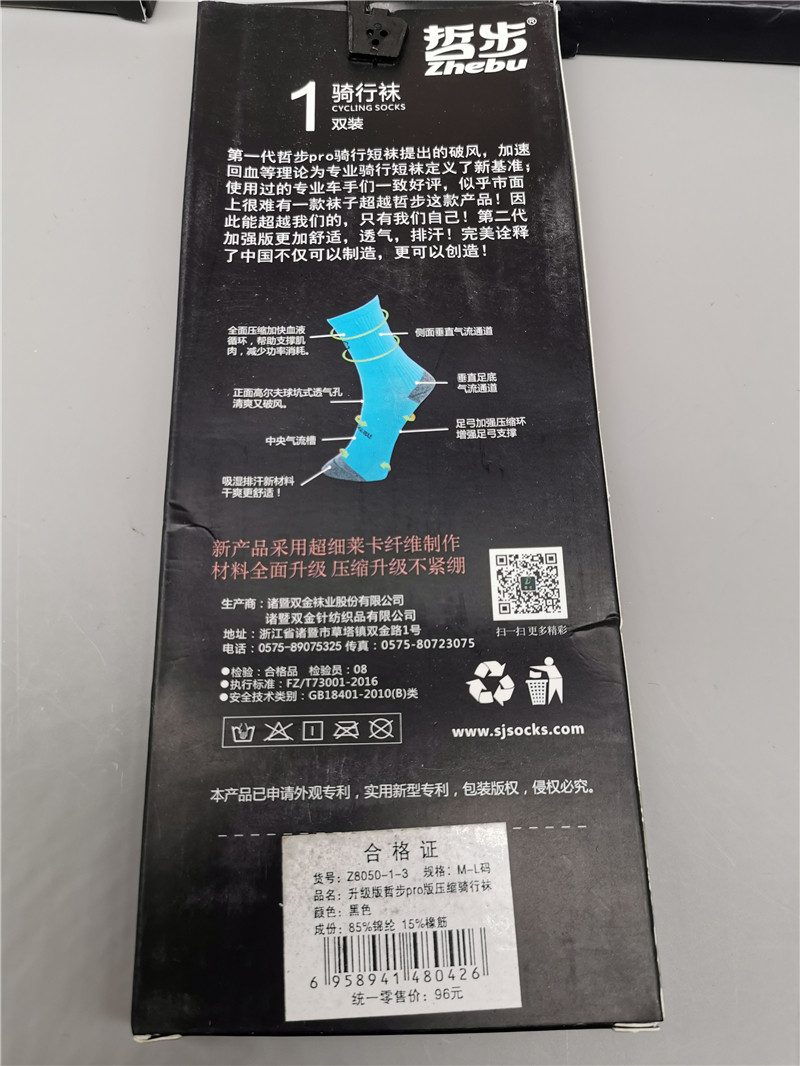 哲步®
Zhebu
1 骑行袜
CYCLING SOCKS
双装
第一代哲步pro骑行短袜提出的破风，加速
回血等理论为专业骑行短袜定义了新基准；
使用过的专业车手们一致好评，似乎市面
上很难有一款袜子超越哲步这款产品！因
此能超越我们的，只有我们自己！第二代
加强版更加舒适，透气，排汗！完美诠释
了中国不仅可以制造，更可以创造！
全面压缩加快血液
循环，帮助支撑肌
肉，减少功率消耗。
侧面垂直气流通道
正面高尔夫球坑式透气孔
清爽又破风。
垂直足底
气流通道
足弓加强压缩环
增强足弓支撑
中央气流槽
吸湿排汗新材料
干爽更舒适！
新产品采用超细莱卡纤维制作
材料全面升级 压缩升级不紧绷
生产商：诸暨双金袜业股份有限公司
诸暨双金针纺织品有限公司
地址：浙江省诸暨市草塔镇双金路1号
电话：0575-89075325 传真：0575-80723075
扫一扫 更多精彩
●检验：合格品 检验员：08
●执行标准：FZ/T73001-2016
●安全技术类别：GB18401-2010(B)类
www.sjsocks.com
本产品已申请外观专利，实用新型专利，包装版权，侵权必究。
合格证
货号：Z8050-1-3 规格：M-L码
品名：升级版哲步pro版压缩骑行袜
颜色：黑色
成份：85%锦纶 15%橡筋
6 958941 480426
统一零售价：96元